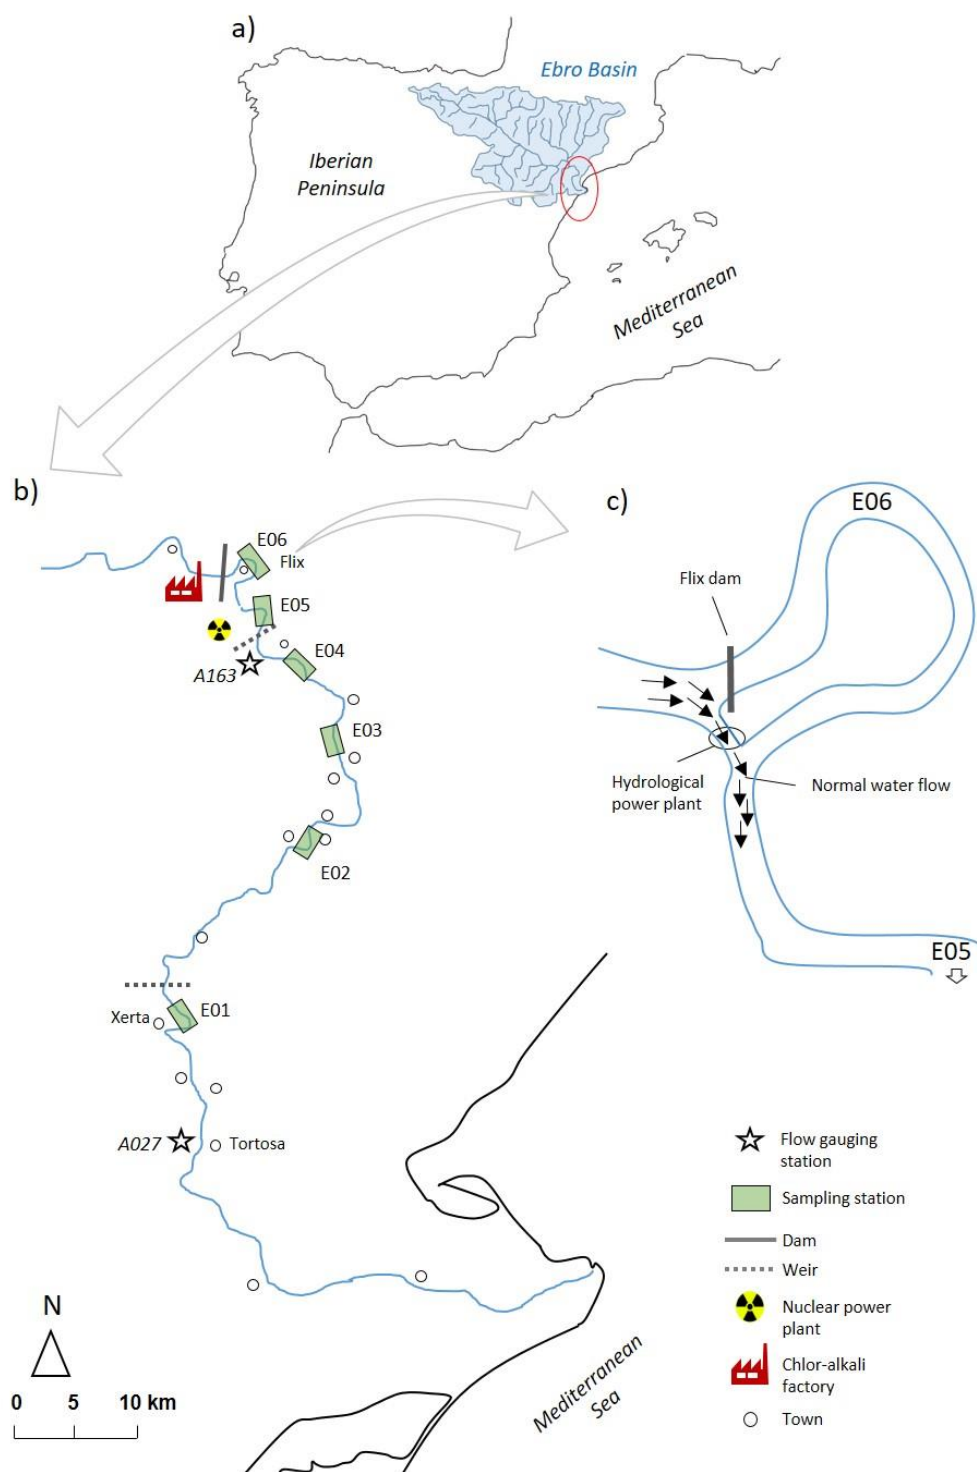 a)
Ebro Basin
Iberian
Peninsula
Mediterranean
Sea
b)
E06
Flix
E05
E04
A163
E03
E02
E01
Xerta
A027
Tortosa
N
0 5 10 km
Mediterranean
Sea
c)
E06
Flix dam
Hydrological
power plant
Normal water flow
E05
Flow gauging
station
Sampling station
Dam
Weir
Nuclear power
plant
Chlor-alkali
factory
Town